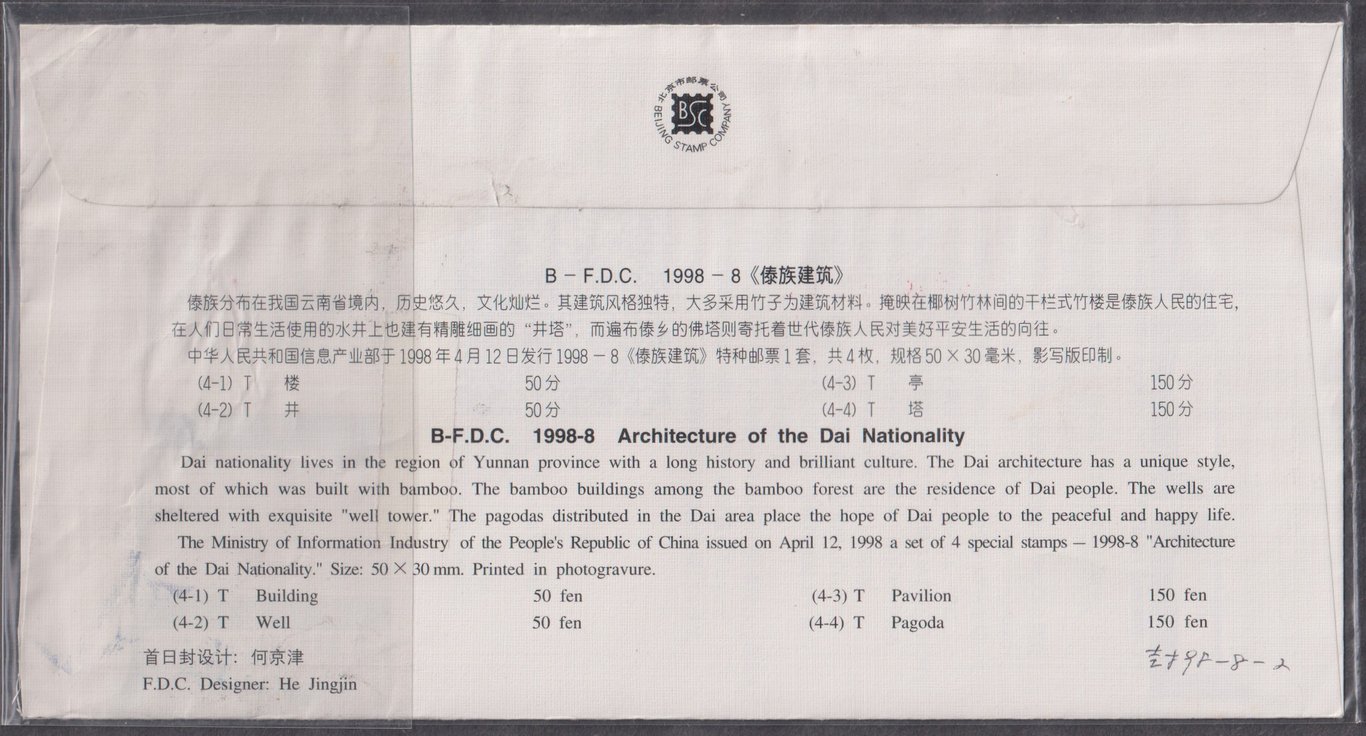 北京市邮票公司
BSC
BEIJING STAMP COMPANY
B－F.D.C. 1998－8《傣族建筑》
傣族分布在我国云南省境内，历史悠久，文化灿烂。其建筑风格独特，大多采用竹子为建筑材料。掩映在椰树竹林间的干栏式竹楼是傣族人民的住宅，
在人们日常生活使用的水井上也建有精雕细画的“井塔”，而遍布傣乡的佛塔则寄托着世代傣族人民对美好平安生活的向往。
中华人民共和国信息产业部于1998年4月12日发行1998－8《傣族建筑》特种邮票1套，共4枚，规格50×30毫米，影写版印制。
(4-1) T 楼 50分 (4-3) T 亭 150分
(4-2) T 井 50分 (4-4) T 塔 150分
B-F.D.C. 1998-8 Architecture of the Dai Nationality
Dai nationality lives in the region of Yunnan province with a long history and brilliant culture. The Dai architecture has a unique style,
most of which was built with bamboo. The bamboo buildings among the bamboo forest are the residence of Dai people. The wells are
sheltered with exquisite "well tower." The pagodas distributed in the Dai area place the hope of Dai people to the peaceful and happy life.
The Ministry of Information Industry of the People's Republic of China issued on April 12, 1998 a set of 4 special stamps — 1998-8 "Architecture
of the Dai Nationality." Size: 50×30 mm. Printed in photogravure.
(4-1) T Building 50 fen (4-3) T Pavilion 150 fen
(4-2) T Well 50 fen (4-4) T Pagoda 150 fen
首日封设计：何京津
F.D.C. Designer: He Jingjin
98-8-2